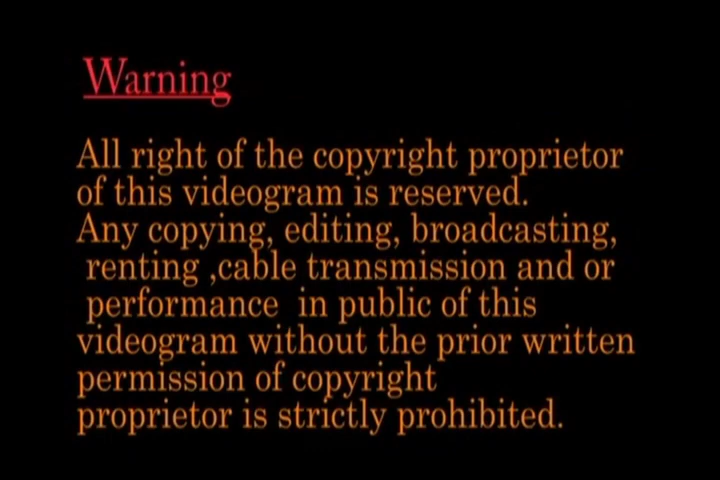 Warning
All right of the copyright proprietor
of this videogram is reserved.
Any copying, editing, broadcasting,
renting ,cable transmission and or
performance  in public of this
videogram without the prior written
permission of copyright
proprietor is strictly prohibited.